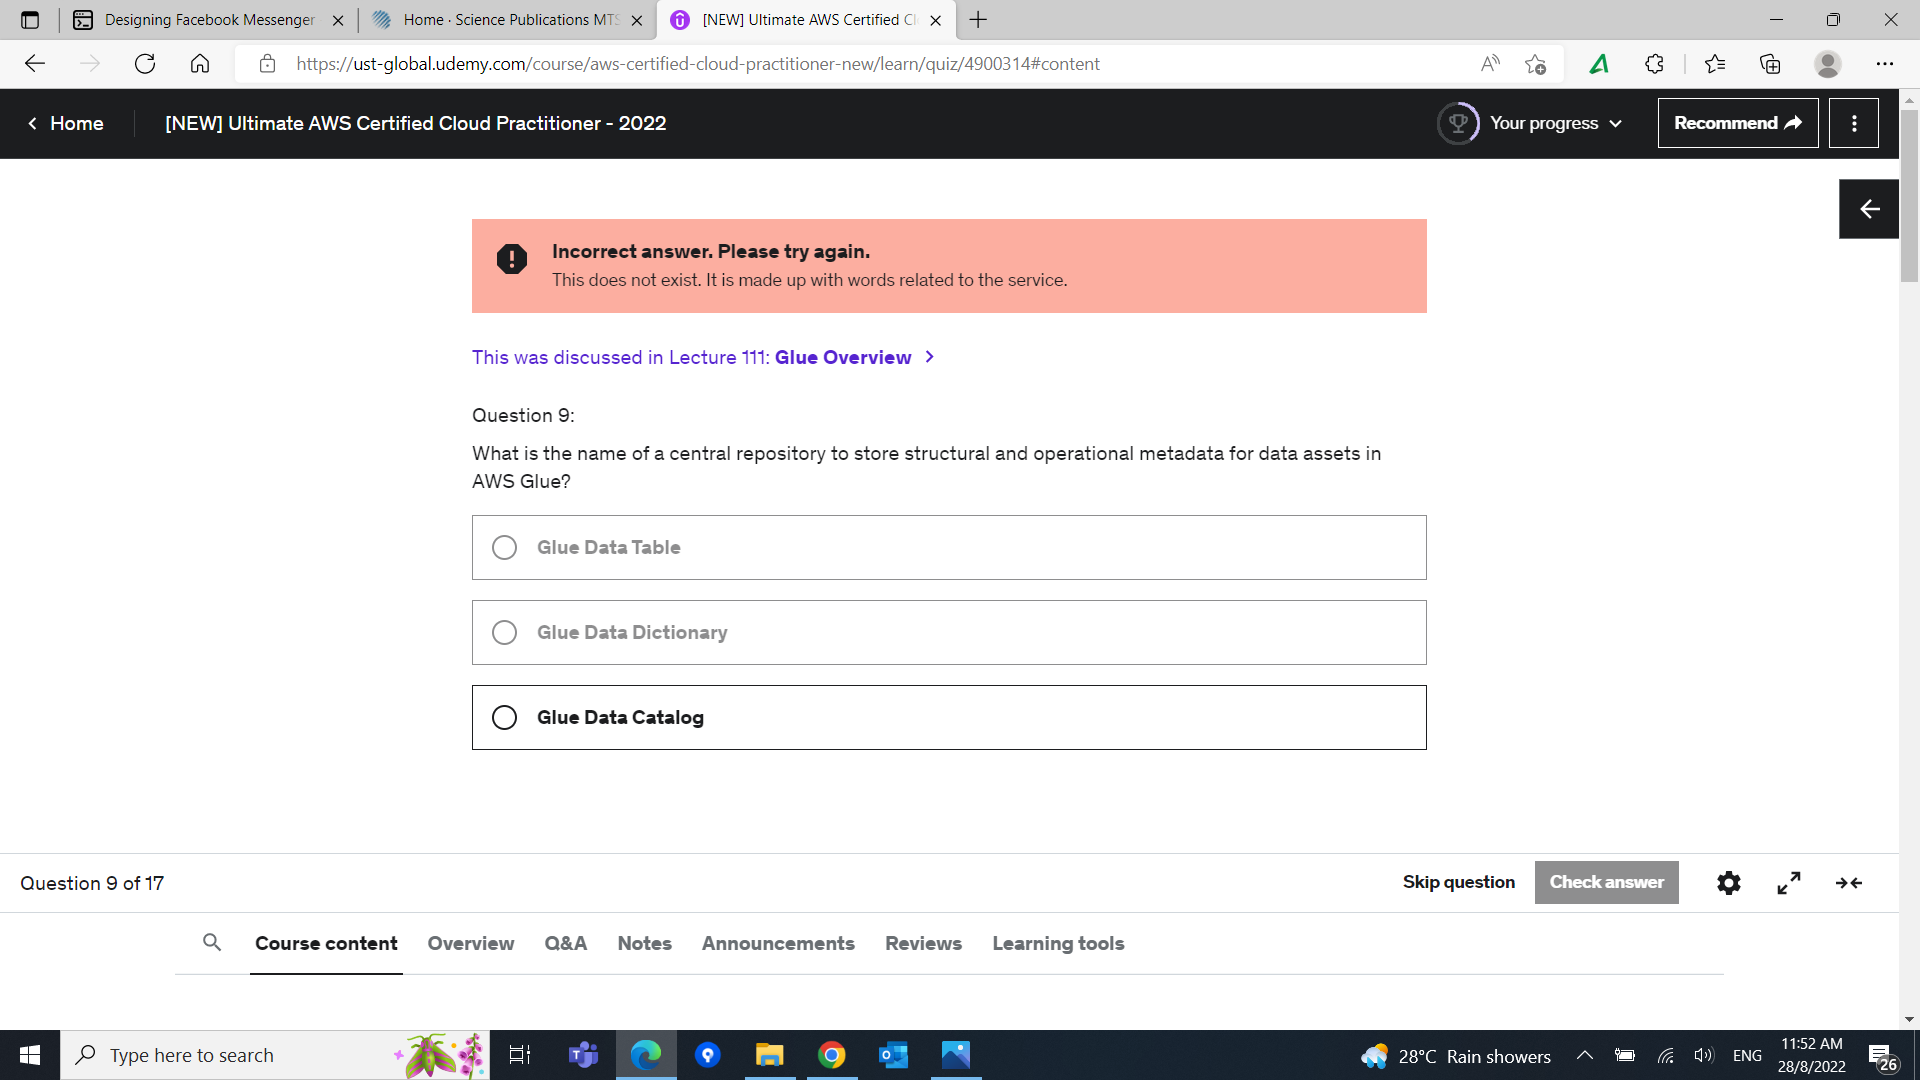 Designing Facebook Messenger
Home · Science Publications MTS
[NEW] Ultimate AWS Certified Cl
https://ust-global.udemy.com/course/aws-certified-cloud-practitioner-new/learn/quiz/4900314#content
Home
[NEW] Ultimate AWS Certified Cloud Practitioner - 2022
Your progress
Recommend
Incorrect answer. Please try again.
This does not exist. It is made up with words related to the service.
This was discussed in Lecture 111: Glue Overview
Question 9:
What is the name of a central repository to store structural and operational metadata for data assets in
AWS Glue?
Glue Data Table
Glue Data Dictionary
Glue Data Catalog
Question 9 of 17
Skip question
Check answer
Course content
Overview
Q&A
Notes
Announcements
Reviews
Learning tools
Type here to search
28°C Rain showers
ENG
11:52 AM
28/8/2022
26